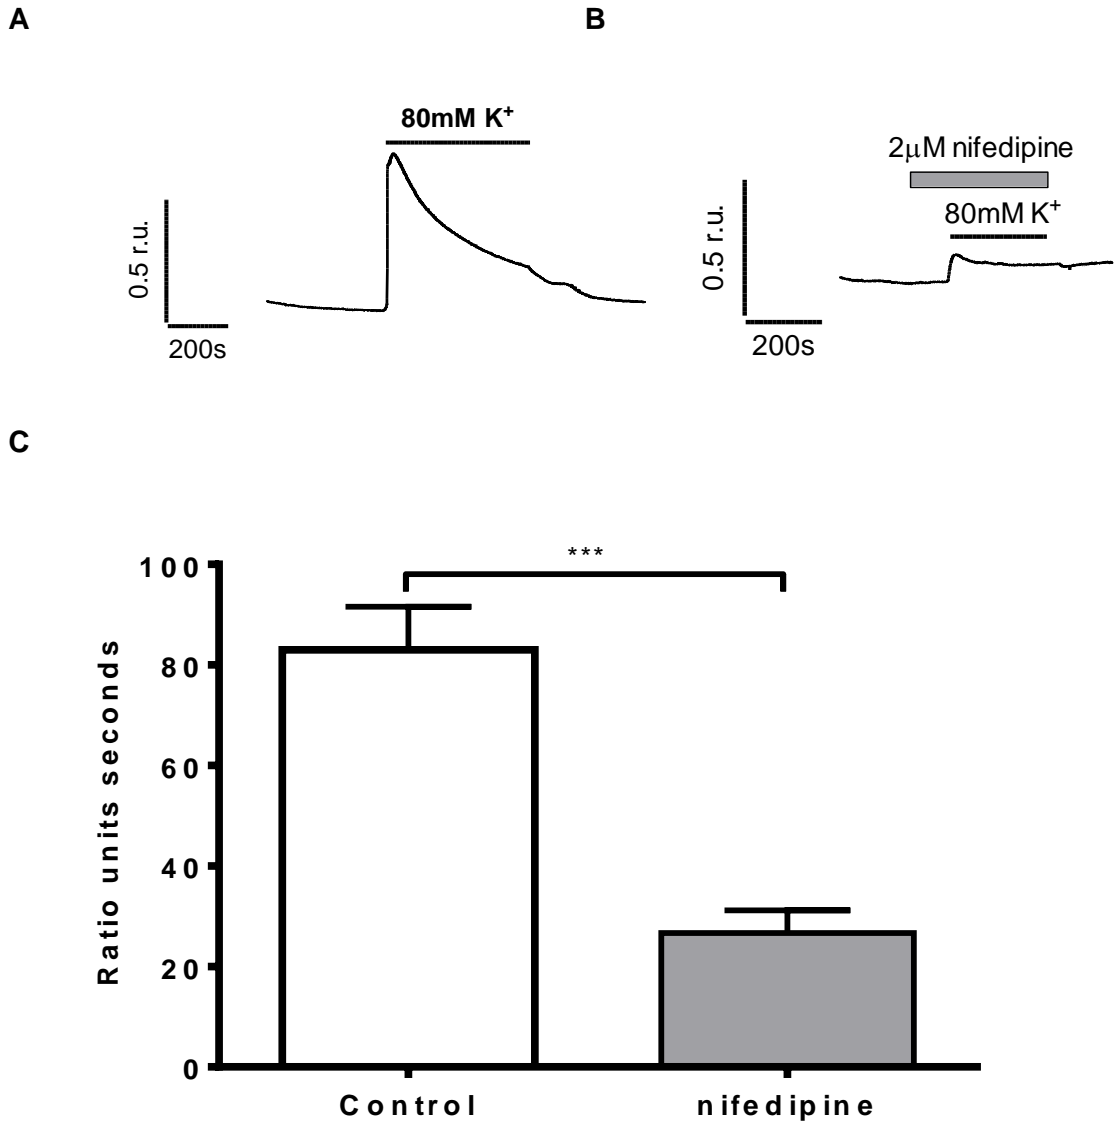 A
B
80mM K⁺
0.5 r.u.
200s
2μM nifedipine
80mM K⁺
0.5 r.u.
200s
C
***
100
80
60
40
20
0
Ratio units seconds
Control
nifedipine